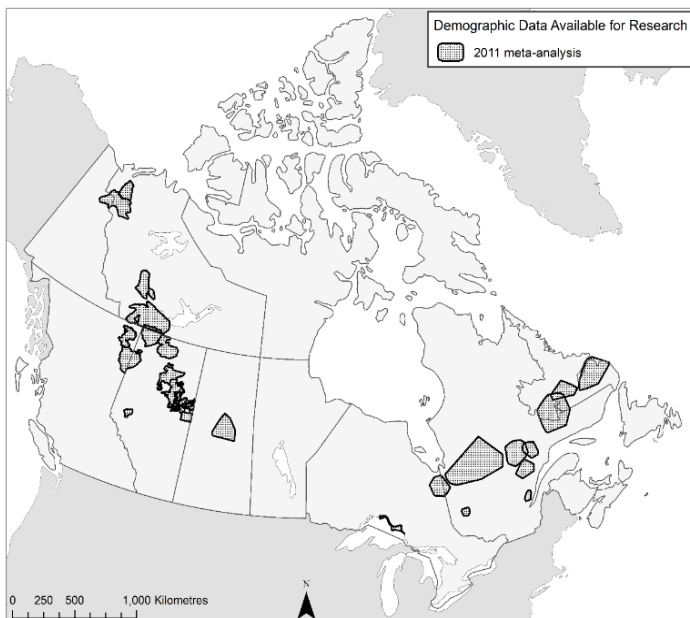 Demographic Data Available for Research
2011 meta-analysis
N
0 250 500 1,000 Kilometres